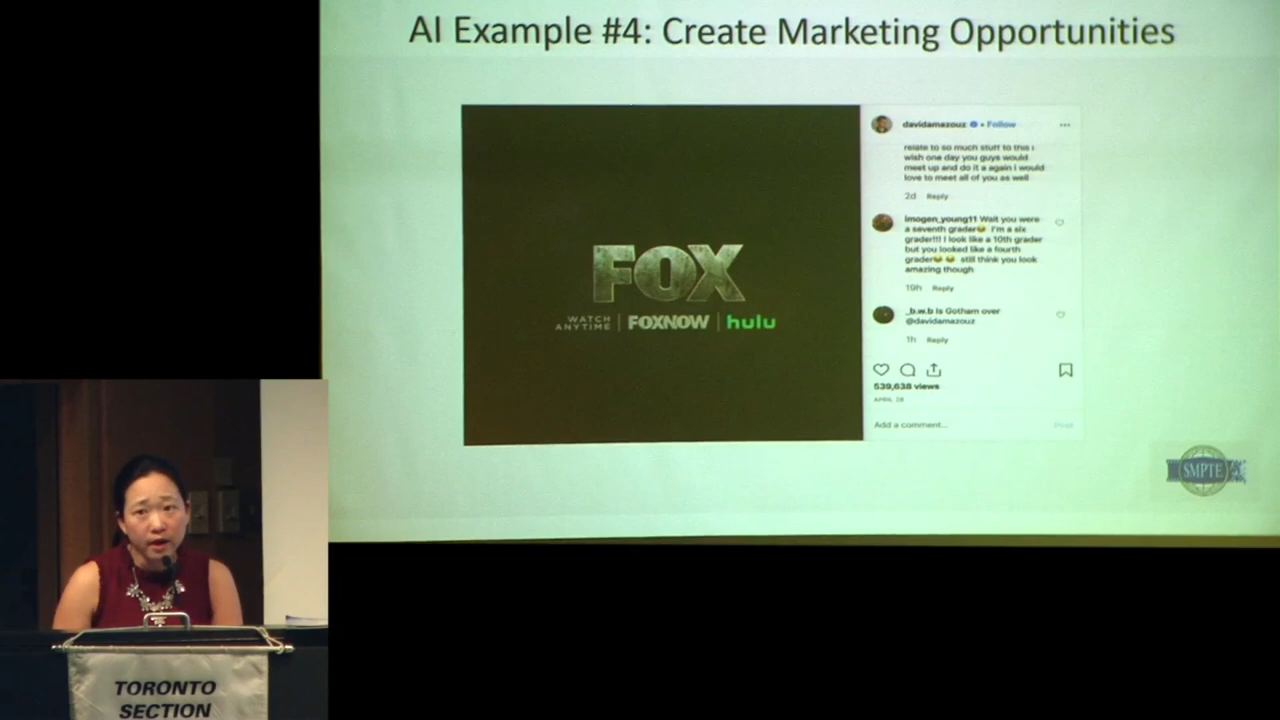 AI Example #4: Create Marketing Opportunities
FOX
WATCH
ANYTIME
FOXNOW
hulu
davidamazouz • Follow
relate to so much stuff to this i
wish one day you guys would
meet up and do it a again i would
love to meet all of you as well
2d Reply
imogen_young11 Wait you were
a seventh grader😂 I'm a six
grader!!! I look like a 10th grader
but you looked like a fourth
grader😂😂 still think you look
amazing though
19h Reply
_b.w.b Is Gotham over
@davidamazouz
1h Reply
539,638 views
APRIL 28
Add a comment...
Post
SMPTE
TORONTO
SECTION